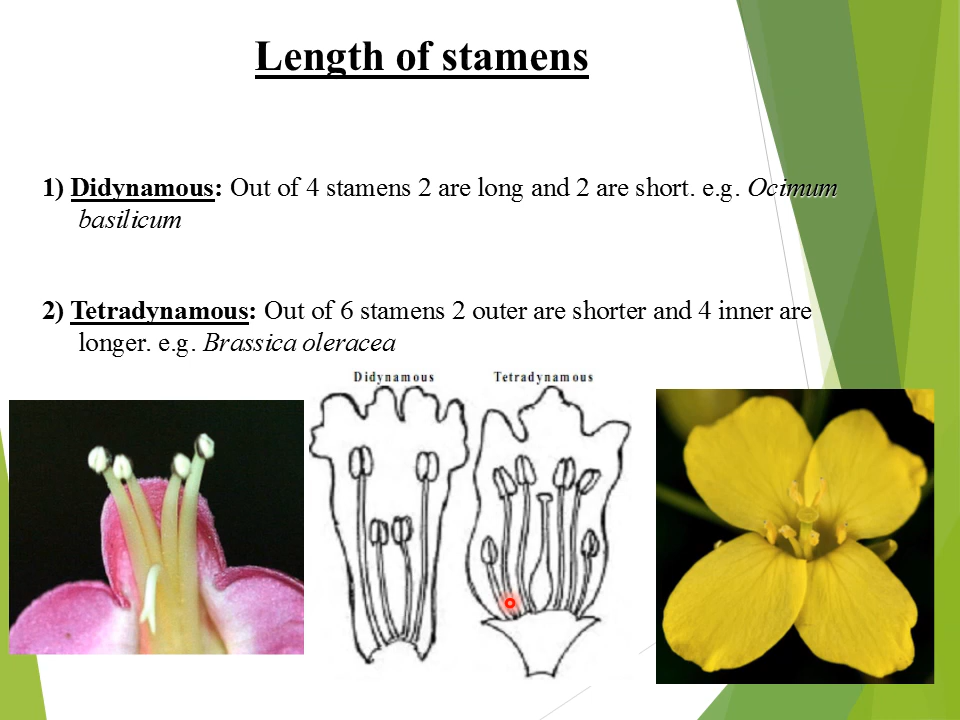 Length of stamens
1) Didynamous: Out of 4 stamens 2 are long and 2 are short. e.g. Ocimum
basilicum
2) Tetradynamous: Out of 6 stamens 2 outer are shorter and 4 inner are
longer. e.g. Brassica oleracea
Didynamous Tetradynamous